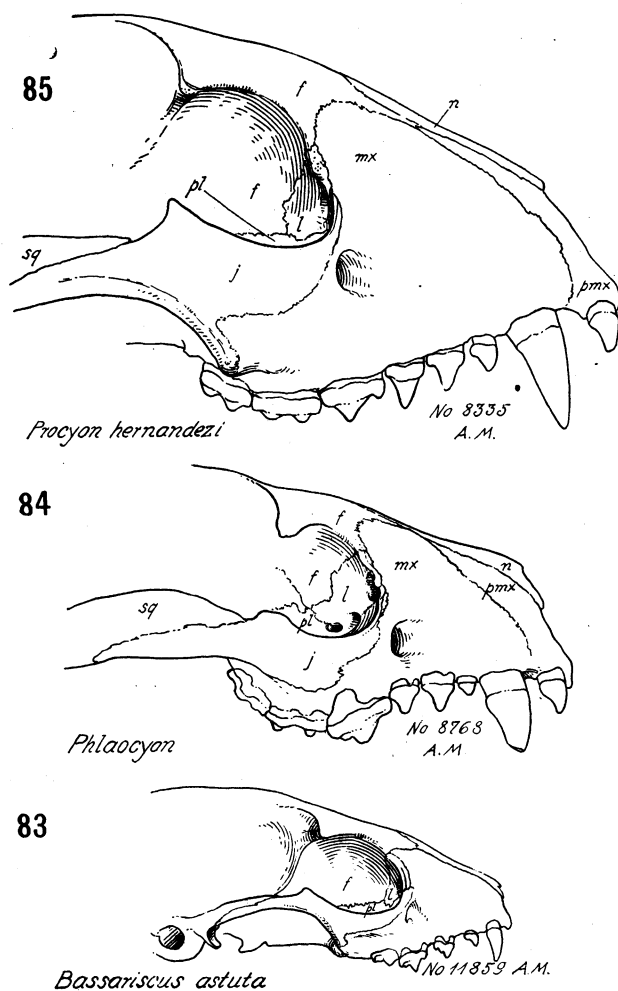 85
f
n
mx
pl
f
l
sq
j
pmx
No 8335
A.M.
Procyon hernandezi
84
f
mx
n
f
pmx
l
sq
pl
j
No 8768
A.M
Phlaocyon
83
f
l
pl
No 11859 A.M.
Bassariscus astuta